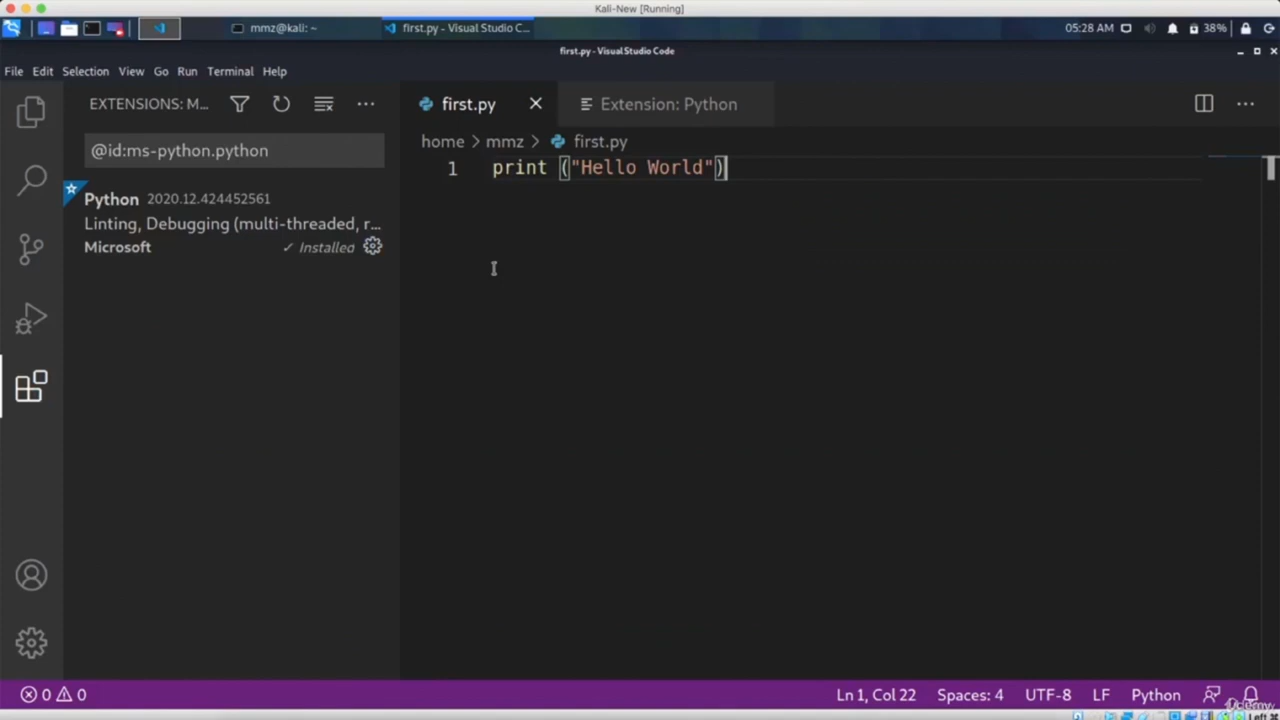 Kali-New [Running]
mmz@kali: ~
first.py - Visual Studio C...
05:28 AM
38%
first.py - Visual Studio Code
File Edit Selection View Go Run Terminal Help
EXTENSIONS: M...
first.py
Extension: Python
@id:ms-python.python
home > mmz > first.py
1 print ("Hello World")
Python 2020.12.424452561
Linting, Debugging (multi-threaded, r...
Microsoft
✓ Installed
0 0
Ln 1, Col 22
Spaces: 4
UTF-8
LF
Python
Udemy
Left ⌘